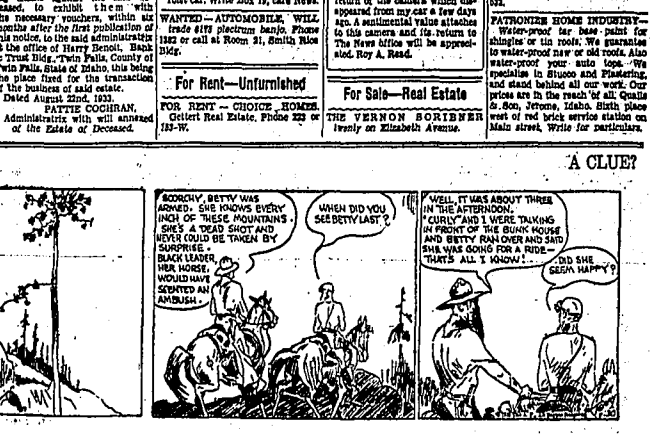 ceased, to exhibit them with
the necessary vouchers, within six
months after the first publication of
this notice, to the said administratrix
at the office of Harry Benoit, Bank
& Trust Bldg., Twin Falls, County of
Twin Falls, State of Idaho, this being
the place fixed for the transaction
of the business of said estate.
Dated August 22nd, 1933.
PATTIE COCHRAN,
Administratrix with will annexed
of the Estate of Deceased.
WANTED—AUTOMOBILE, WILL
trade $175 plectrum banjo. Phone
1382 or call at Room 21, Smith Rice
Bldg.
For Rent—Unfurnished
FOR RENT - CHOICE HOMES.
Gettert Real Estate, Phone 223 or
133-W.
return of the camera which dis-
appeared from my car a few days
ago. A sentimental value attaches
to this camera and its return to
The News office will be appreci-
ated. Roy A. Read.
For Sale—Real Estate
THE VERNON SCRIBNER
twenty on Elizabeth Avenue.
532.
PATRONIZE HOME INDUSTRY—
Water-proof tar base paint for
shingles or tin roofs. We guarantee
to water-proof new or old roofs. Also
water-proof your auto tops. We
specialize in Stucco and Plastering,
and stand behind all our work. Our
prices are in the reach of all. Qualls
& Son, Jerome, Idaho. Sixth place
west of red brick service station on
Main street. Write for particulars.
A CLUE?
SCORCHY, BETTY WAS
ARMED. SHE KNOWS EVERY
INCH OF THESE MOUNTAINS.
SHE'S A DEAD SHOT AND
NEVER COULD BE TAKEN BY
SURPRISE.
BLACK LEADER,
HER HORSE,
WOULD HAVE
SCENTED AN
AMBUSH.
WHEN DID YOU
SEE BETTY LAST?
WELL, IT WAS ABOUT THREE
IN THE AFTERNOON.
"CURLY" AND I WERE TALKING
IN FRONT OF THE BUNK HOUSE
AND BETTY RAN OVER AND SAID
SHE WAS GOING FOR A RIDE—
THAT'S ALL I KNOW!
DID SHE
SEEM HAPPY?